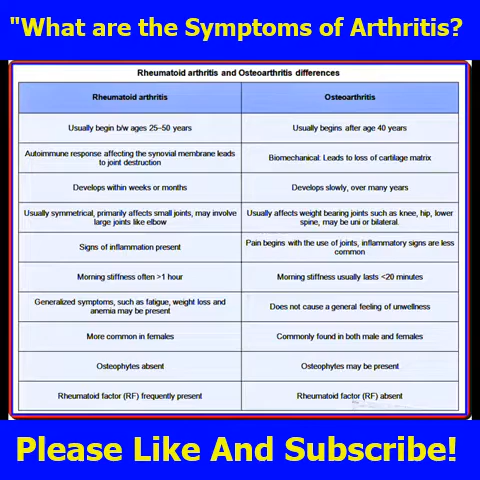 "What are the Symptoms of Arthritis?
Rheumatoid arthritis and Osteoarthritis differences
Rheumatoid arthritis
Osteoarthritis
Usually begin b/w ages 25–50 years
Usually begins after age 40 years
Autoimmune response affecting the synovial membrane leads
to joint destruction
Biomechanical: Leads to loss of cartilage matrix
Develops within weeks or months
Develops slowly, over many years
Usually symmetrical, primarily affects small joints, may involve
large joints like elbow
Usually affects weight bearing joints such as knee, hip, lower
spine, may be uni or bilateral.
Signs of inflammation present
Pain begins with the use of joints, inflammatory signs are less
common
Morning stiffness often >1 hour
Morning stiffness usually lasts <20 minutes
Generalized symptoms, such as fatigue, weight loss and
anemia may be present
Does not cause a general feeling of unwellness
More common in females
Commonly found in both male and females
Osteophytes absent
Osteophytes may be present
Rheumatoid factor (RF) frequently present
Rheumatoid factor (RF) absent
Please Like And Subscribe!